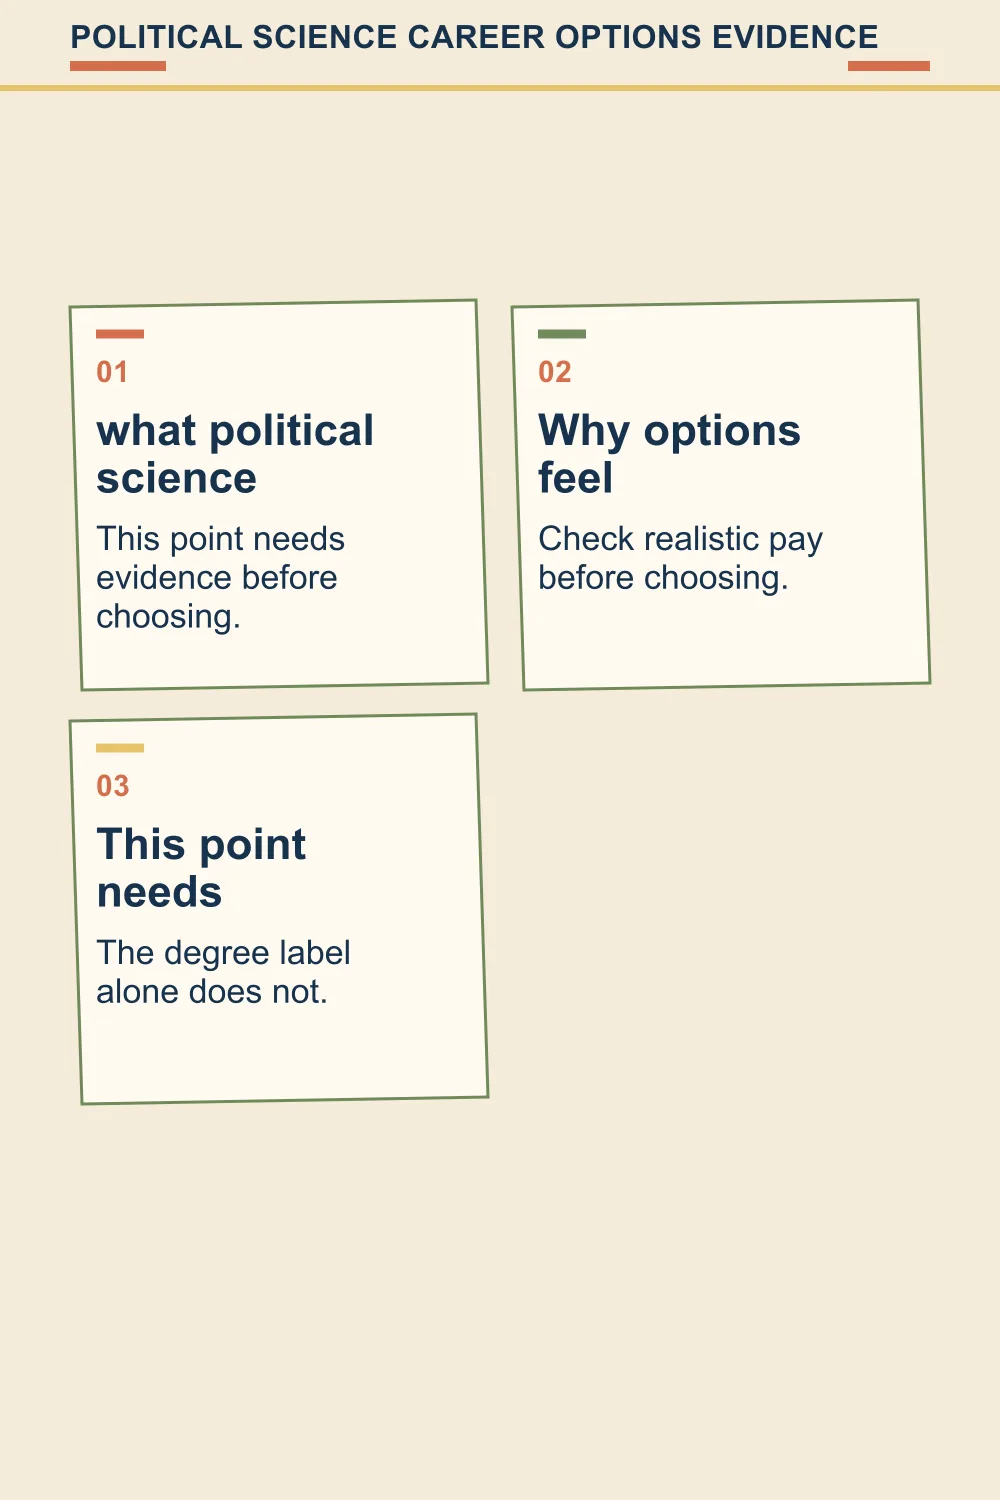 POLITICAL SCIENCE CAREER OPTIONS EVIDENCE
01
what political
science
This point needs
evidence before
choosing.
02
Why options
feel
Check realistic pay
before choosing.
03
This point
needs
The degree label
alone does not.